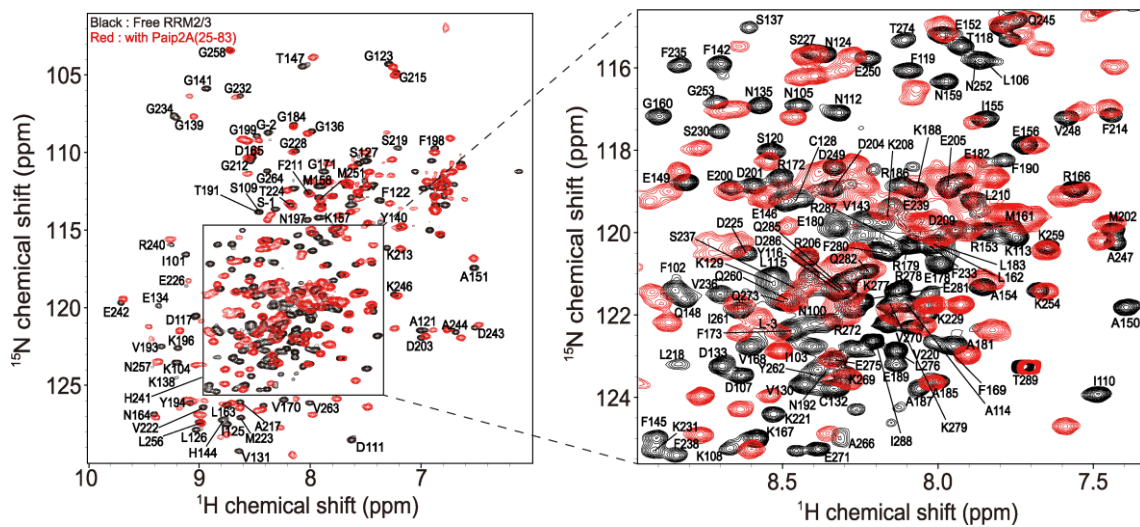 Black : Free RRM2/3
Red : with Paip2A(25-83)
G258
T147
G123
G215
G141
G232
G234
G139
G184
G-2
G136
G199
D165
G228
S127
S219
F198
G212
G264
F211
G171
M158
M251
T191
S109
S-1
T224
F122
N197
K157
Y140
R240
I101
K213
E226
A151
E134
K246
E242
D117
A121
A244
D243
D203
V193
K196
N257
K104
K138
H241
Y194
N164
L163
V170
V263
V222
I125
A217
L256
L126
M223
H144
V131
D111
105
110
115
120
125
10
9
8
7
¹⁵N chemical shift (ppm)
¹H chemical shift (ppm)
S137
T274
E152
Q245
T118
F235
F142
S227
N124
E250
F119
N252
L106
N159
G253
N135
N105
N112
I155
G160
V248
F214
S230
S120
C128
D204
K208
K188
E205
E156
E182
F190
D249
R172
R186
E149
E200
D201
R166
E146
R287
V143
E239
L210
M161
M202
D225
Q285
E180
D209
K259
S237
D286
Y116
R206
F280
R153
K113
A247
K129
L115
Q282
R179
L183
F102
Q260
R278
E178
F233
L162
V236
K277
E281
A154
K254
Q273
Q148
I261
N100
K229
A150
F173
L-3
R272
V270
A181
L218
D133
V168
I103
E275
V220
Y262
E189
L276
T289
D107
V130
K269
A185
F169
I110
N192
C132
A187
A114
K221
K279
F145
K231
K167
A266
I288
F238
K108
E271
116
118
120
122
124
8.5
8.0
7.5
¹⁵N chemical shift (ppm)
¹H chemical shift (ppm)